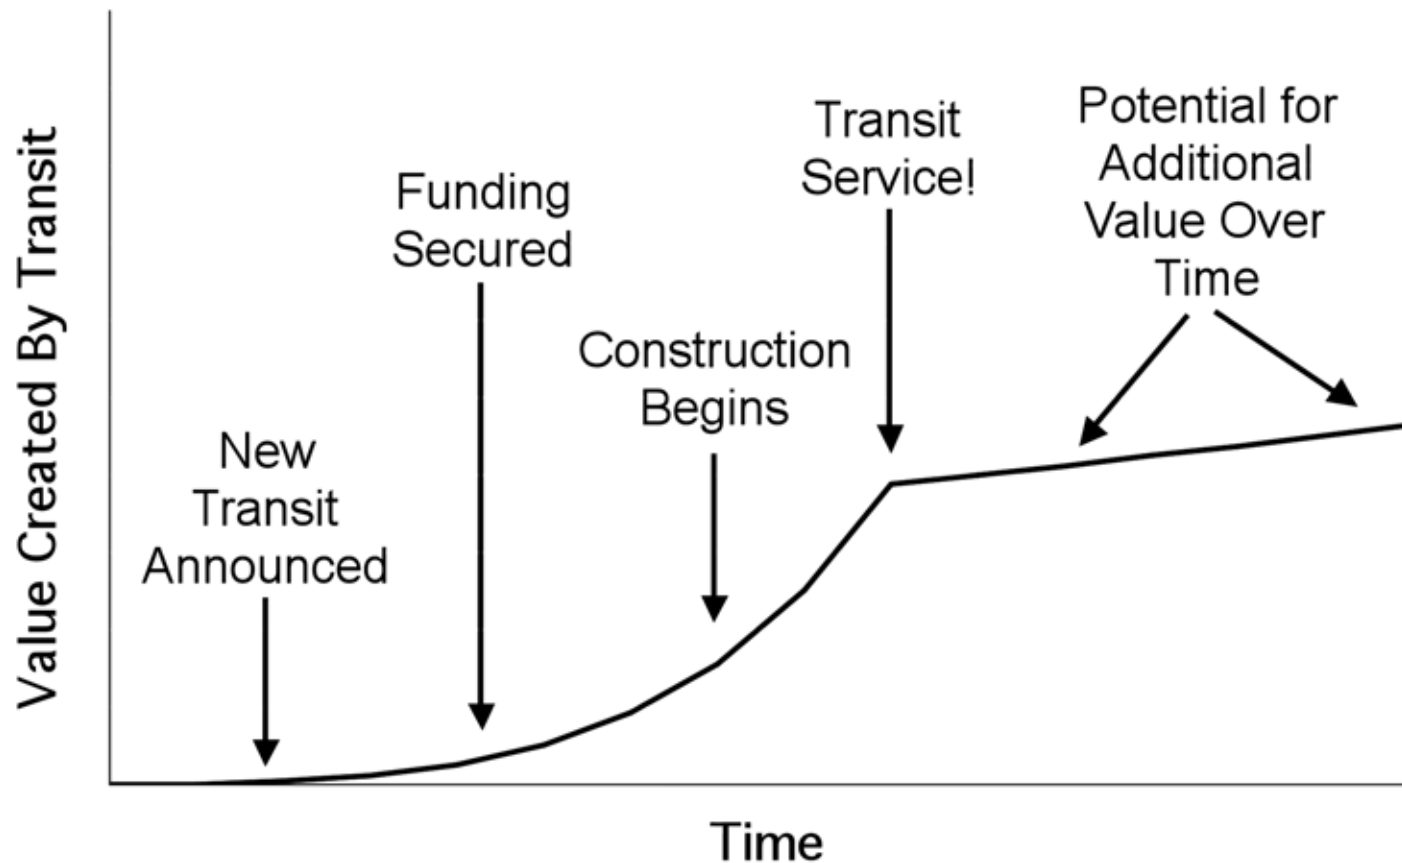 Value Created By Transit
New
Transit
Announced
Funding
Secured
Construction
Begins
Transit
Service!
Potential for
Additional
Value Over
Time
Time